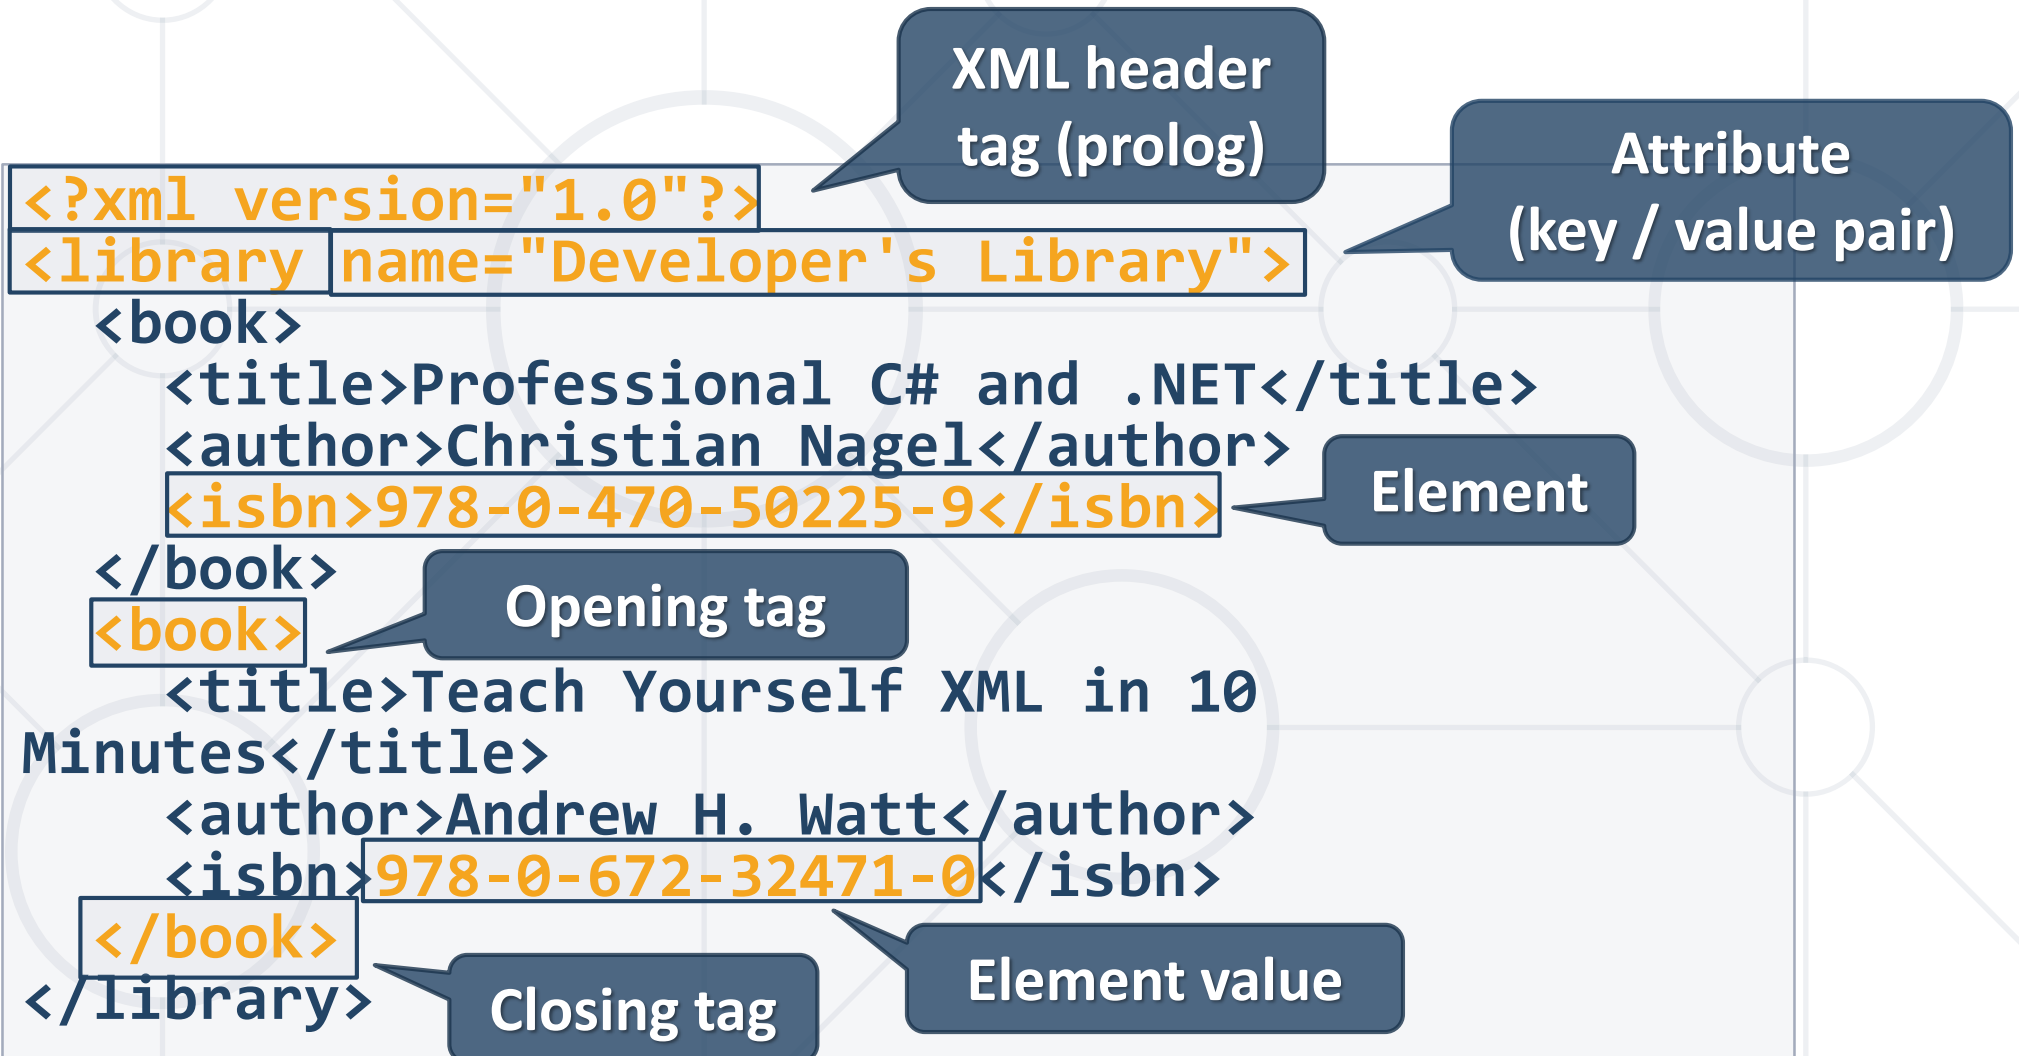 XML header
tag (prolog)
Attribute
(key / value pair)
<?xml version="1.0"?>
<library name="Developer's Library">
<book>
<title>Professional C# and .NET</title>
<author>Christian Nagel</author>
<isbn>978-0-470-50225-9</isbn>
Element
</book>
Opening tag
<book>
<title>Teach Yourself XML in 10
Minutes</title>
<author>Andrew H. Watt</author>
<isbn>978-0-672-32471-0</isbn>
</book>
Element value
</library>
Closing tag